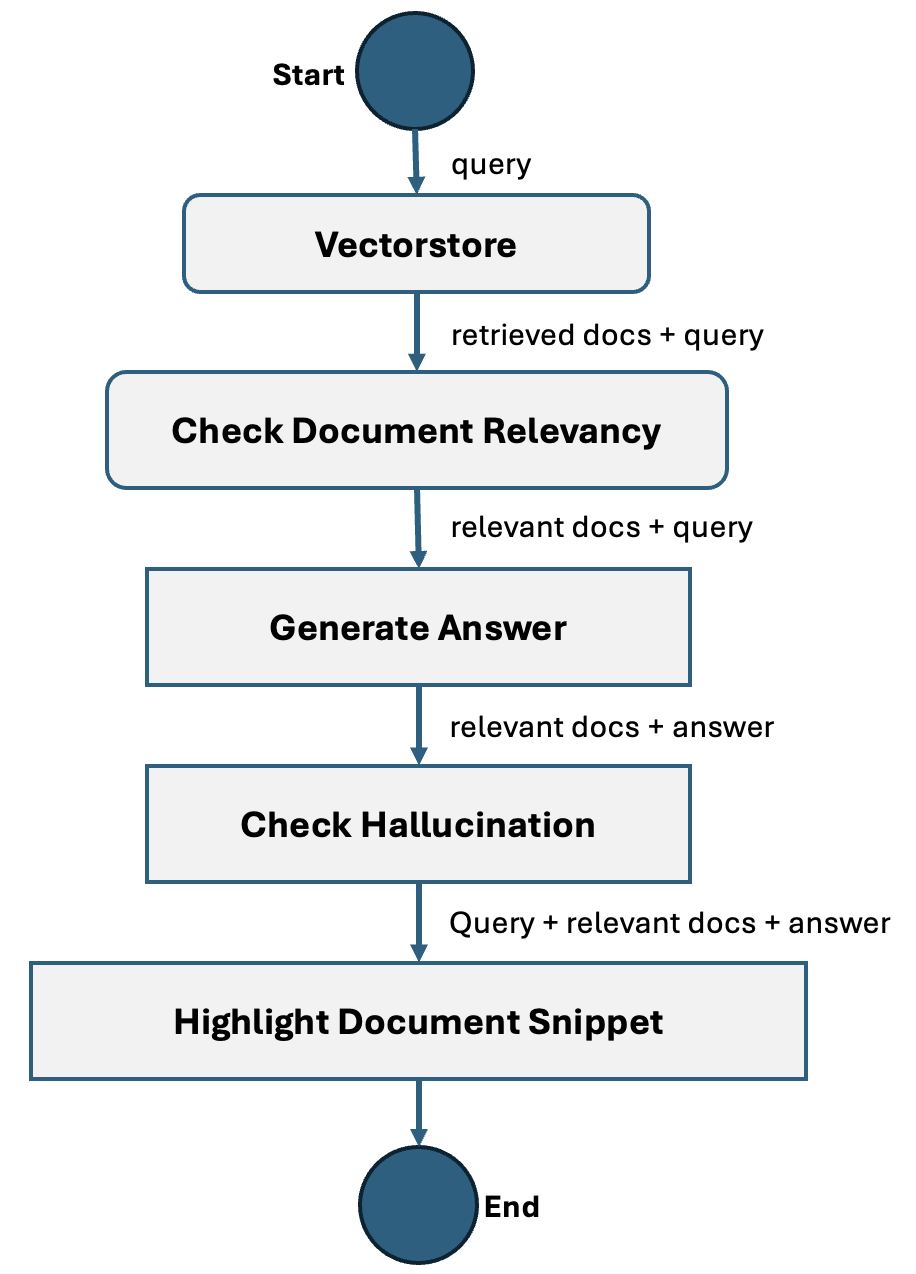 Start
query
Vectorstore
retrieved docs + query
Check Document Relevancy
relevant docs + query
Generate Answer
relevant docs + answer
Check Hallucination
Query + relevant docs + answer
Highlight Document Snippet
End